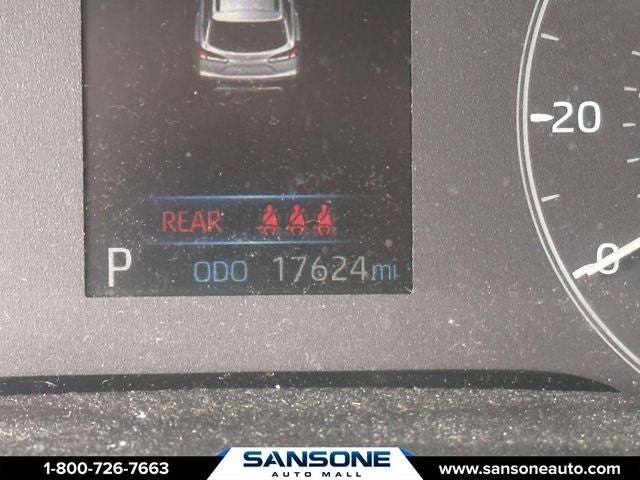 20
REAR
0
P ODO 17624 mi
1-800-726-7663 SANSONE AUTO MALL www.sansoneauto.com